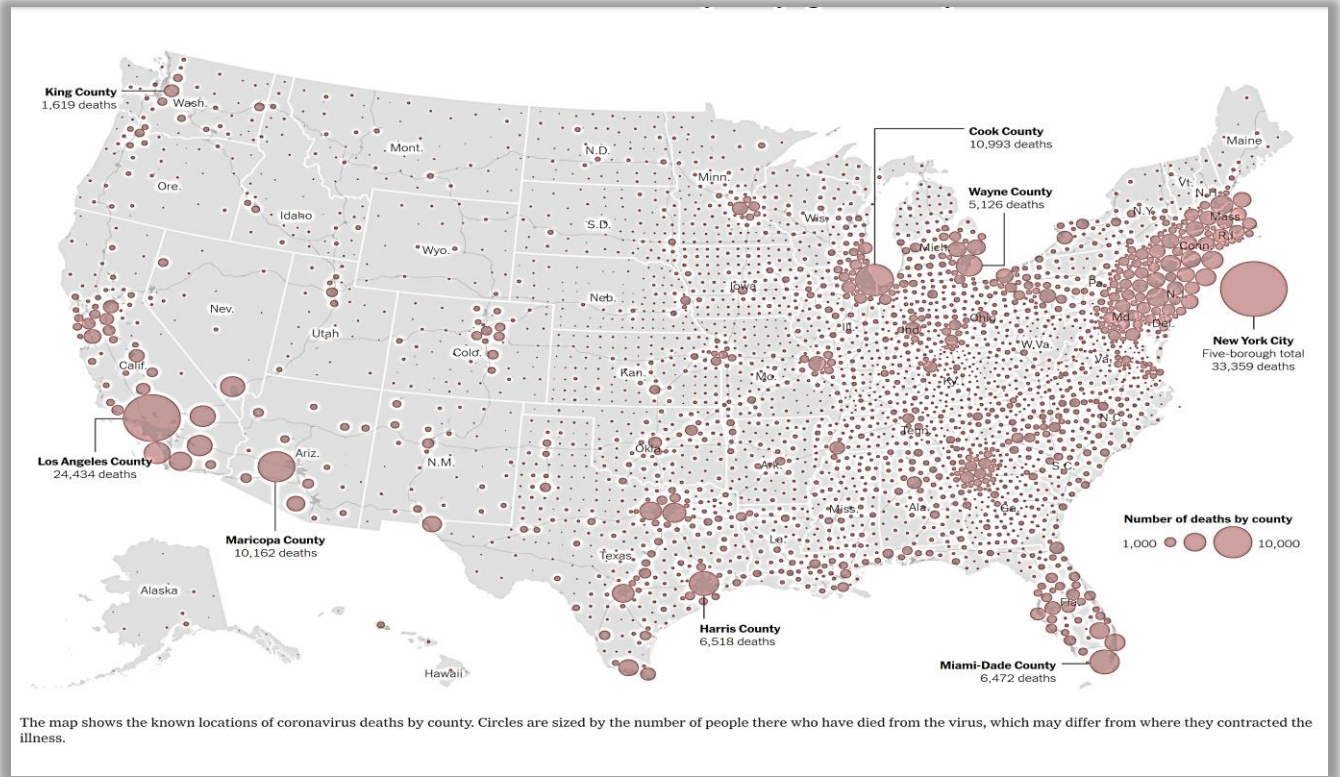 King County
1,619 deaths
Wash.
Mont.
N.D.
Minn.
Cook County
10,993 deaths
Maine
Ore.
Idaho
Wyo.
S.D.
Wis.
Wayne County
5,126 deaths
Mich.
N.Y.
Vt.
N.H.
Mass.
R.I.
Conn.
Nev.
Utah
Colo.
Neb.
Iowa
Ill.
Ind.
Ohio
Pa.
N.J.
Md.
Del.
W.Va.
Va.
New York City
Five-borough total
33,359 deaths
Calif.
Kan.
Mo.
Ky.
Los Angeles County
24,434 deaths
Ariz.
N.M.
Okla.
Ark.
Tenn.
N.C.
S.C.
Maricopa County
10,162 deaths
Texas
La.
Miss.
Ala.
Ga.
Number of deaths by county
1,000 10,000
Alaska
Hawaii
Harris County
6,518 deaths
Fla.
Miami-Dade County
6,472 deaths
The map shows the known locations of coronavirus deaths by county. Circles are sized by the number of people there who have died from the virus, which may differ from where they contracted the
illness.